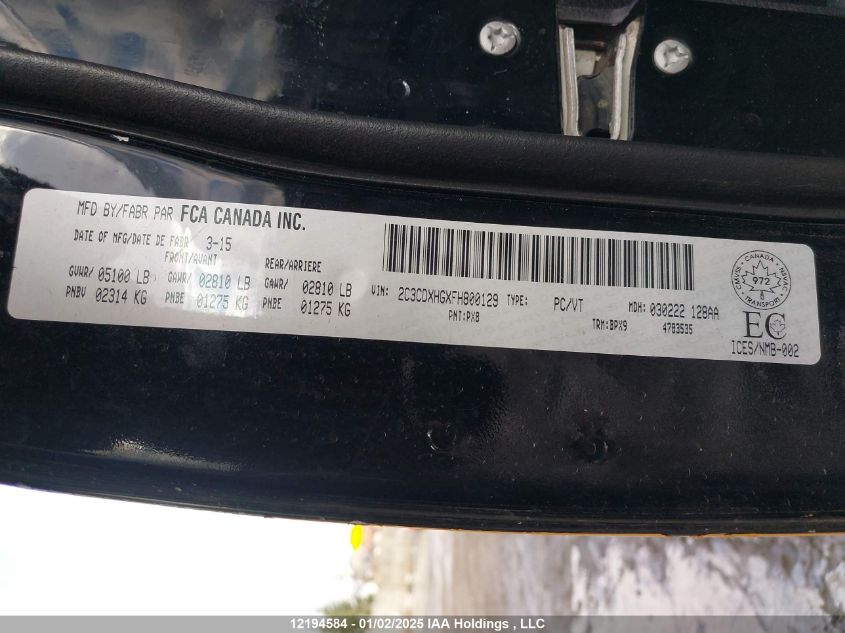 MFD BY/FABR PAR FCA CANADA INC.
DATE OF MFG/DATE DE FABR 3-15
FRONT/AVANT REAR/ARRIERE
GVWR/ 05100 LB GAWR/ 02810 LB GAWR/ 02810 LB
PNBV 02314 KG PNBE 01275 KG PNBE 01275 KG
VIN: 2C3CDXHGXFH800129 TYPE: PC/VT MDH: 030222 128AA
PNT:PX8 TRM:BPX9 4783535
CMVSS CANADA NSVAC
972
TRANSPORT
EC
ICES/NMB-002
12194584 - 01/02/2025 IAA Holdings , LLC